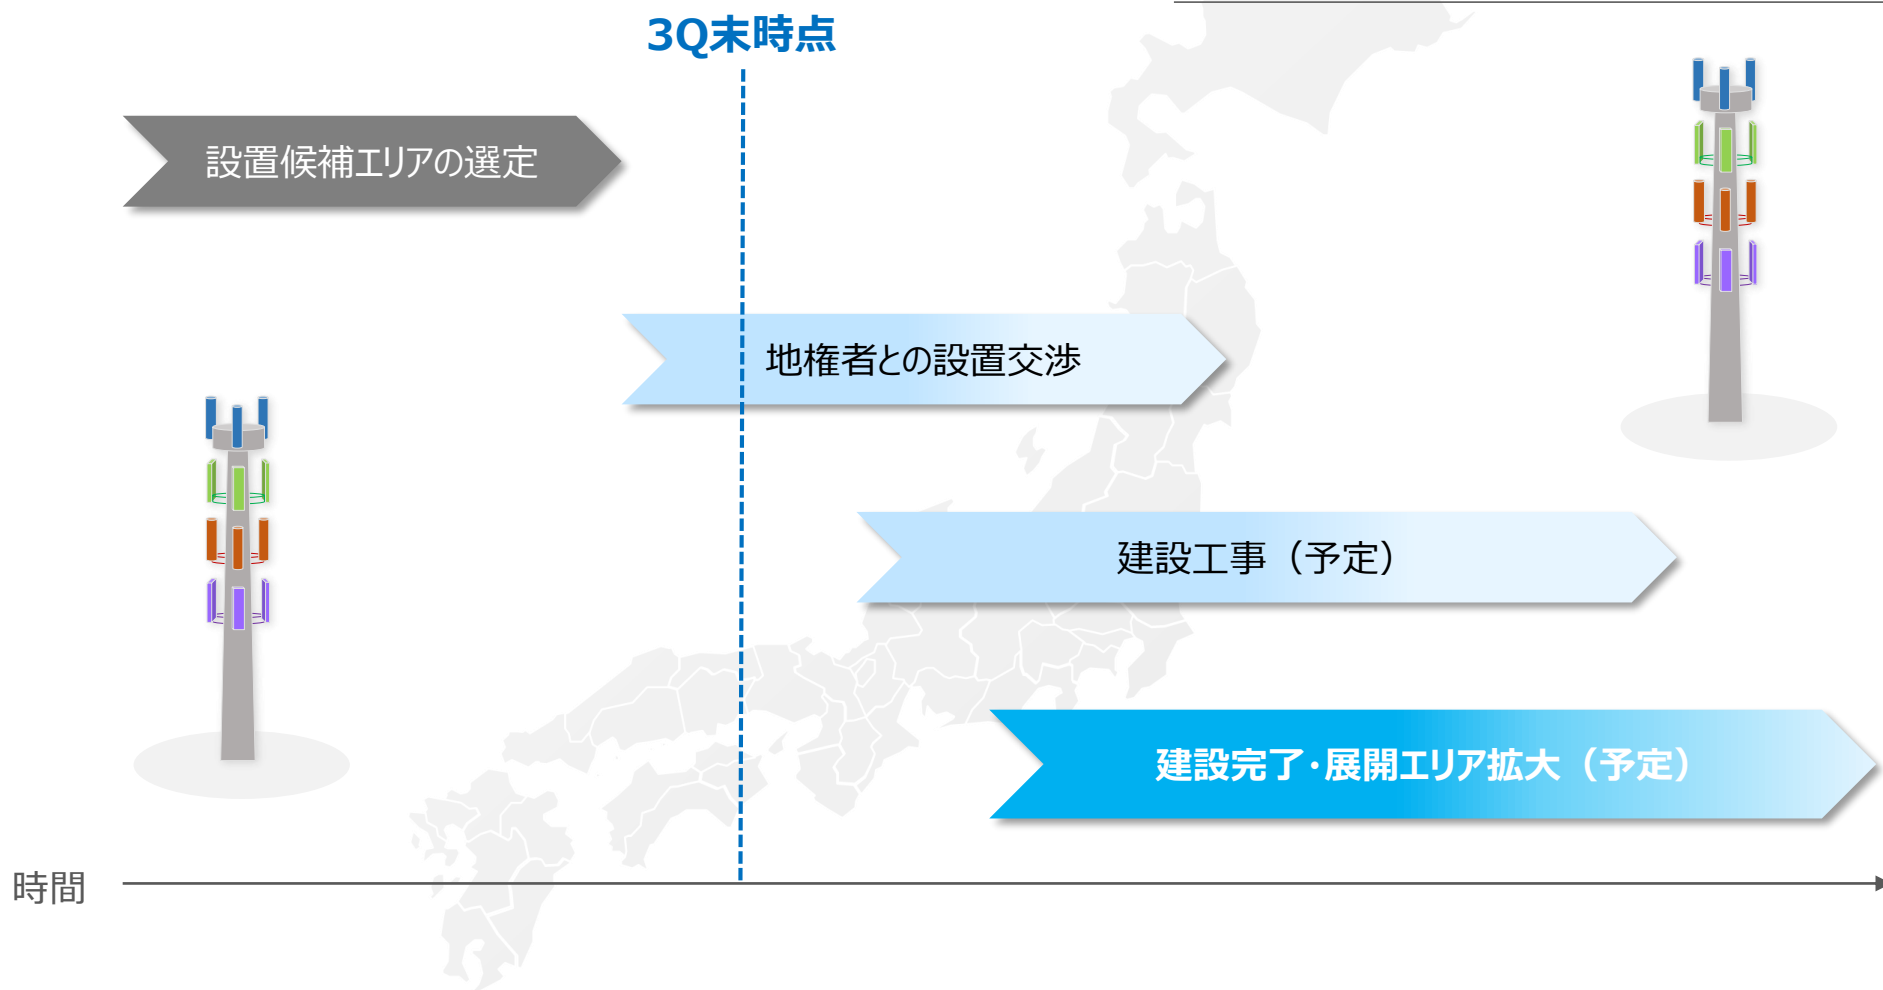 3Q末時点
設置候補エリアの選定
地権者との設置交渉
建設工事（予定）
建設完了・展開エリア拡大（予定）
時間